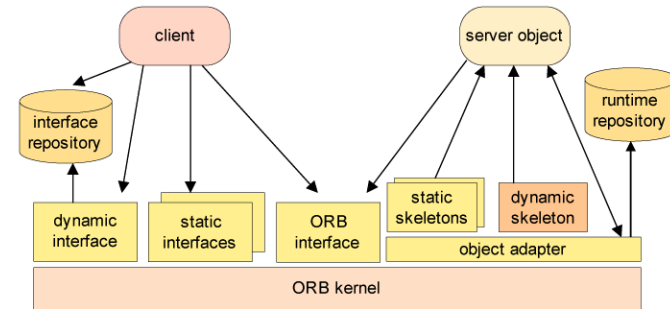 client
server object
interface
repository
runtime
repository
dynamic
interface
static
interfaces
ORB
interface
static
skeletons
dynamic
skeleton
object adapter
ORB kernel